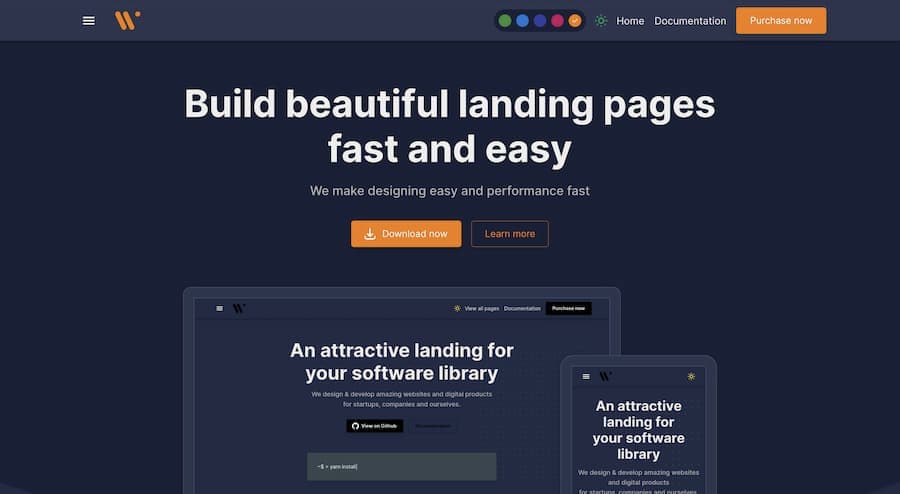 Home Documentation Purchase now
Build beautiful landing pages
fast and easy
We make designing easy and performance fast
Download now Learn more
View all pages Documentation Purchase now
An attractive landing for
your software library
We design & develop amazing websites and digital products
for startups, companies and ourselves.
View on Github Documentation
~$ > yarn install
An attractive
landing for
your software
library
We design & develop amazing websites
and digital products
for startups, companies and ourselves